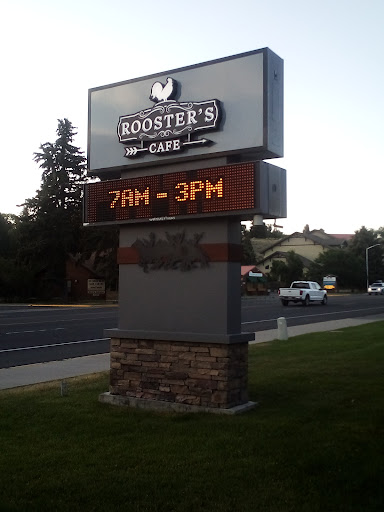 ROOSTER'S
CAFE
7AM - 3PM